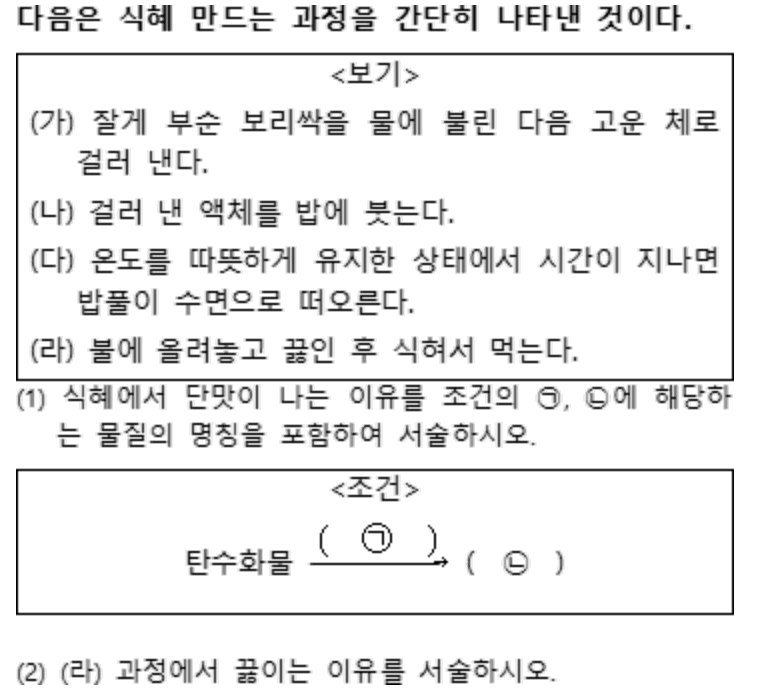 다음은 식혜 만드는 과정을 간단히 나타낸 것이다.
<보기>
(가) 잘게 부순 보리싹을 물에 불린 다음 고운 체로
걸러 낸다.
(나) 걸러 낸 액체를 밥에 붓는다.
(다) 온도를 따뜻하게 유지한 상태에서 시간이 지나면
밥풀이 수면으로 떠오른다.
(라) 불에 올려놓고 끓인 후 식혀서 먹는다.
(1) 식혜에서 단맛이 나는 이유를 조건의 ㉠, ㉡에 해당하
는 물질의 명칭을 포함하여 서술하시오.
<조건>
( ㉠ )
탄수화물 → ( ㉡ )
(2) (라) 과정에서 끓이는 이유를 서술하시오.